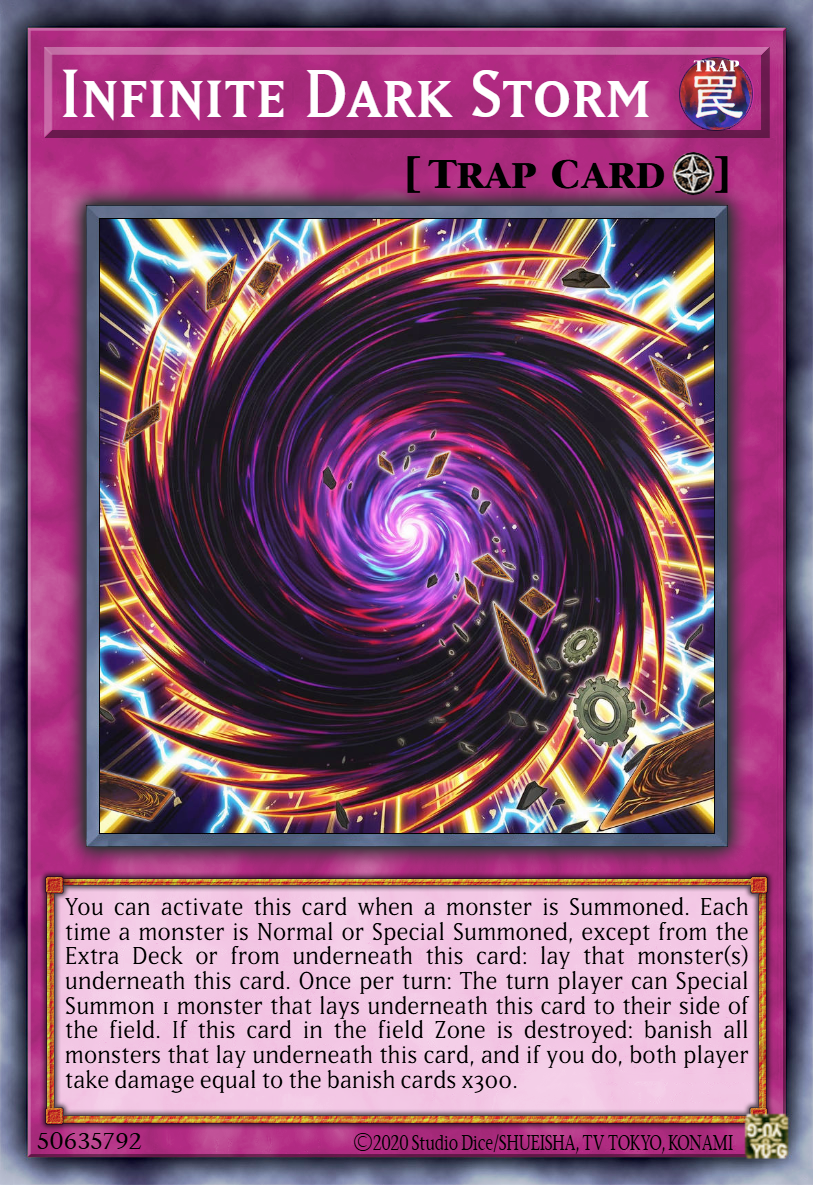 Infinite Dark Storm
TRAP
罠
[ Trap Card ]
You can activate this card when a monster is Summoned. Each
time a monster is Normal or Special Summoned, except from the
Extra Deck or from underneath this card: lay that monster(s)
underneath this card. Once per turn: The turn player can Special
Summon 1 monster that lays underneath this card to their side of
the field. If this card in the field Zone is destroyed: banish all
monsters that lay underneath this card, and if you do, both player
take damage equal to the banish cards x300.
50635792
©2020 Studio Dice/SHUEISHA, TV TOKYO, KONAMI